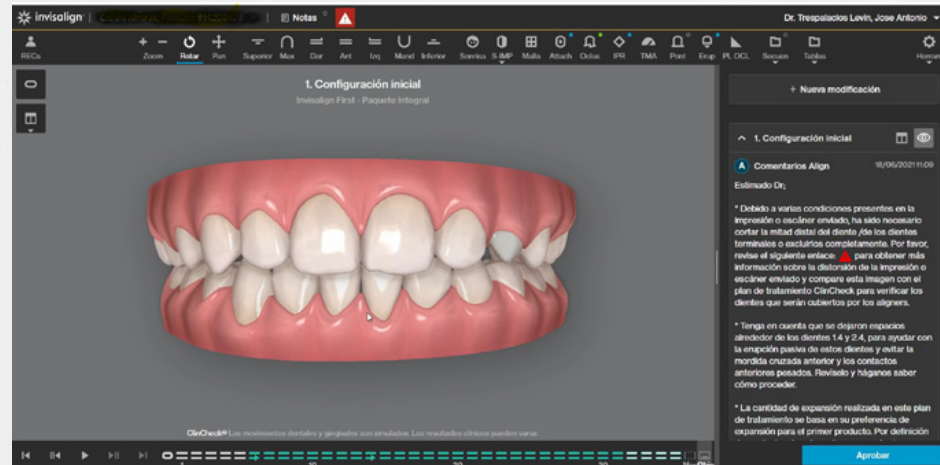 invisalign
Notas
Dr. Trespalacios Levin, Jose Antonio
RECs
Zoom
Rotar
Pan
Superior
Max
Der
Ant
Izq
Mand
Inferior
Sonrisa
S.IMP
Malla
Attach
Oclus
IPR
TMA
Pont
Erup
PL OCL
Tablas
1. Configuración inicial
Invisalign First - Paquete Integral
+ Nueva modificación
1. Configuración inicial
A Comentarios Align
18/06/2021 11:09
Estimado Dr;
* Debido a varias condiciones presentes en la
impresión o escáner enviado, ha sido necesario
cortar la mitad distal del diente /de los dientes
terminales o excluirlos completamente. Por favor,
revise el siguiente enlace: para obtener más
información sobre la distorsión de la impresión o
escáner enviado y compare esta imagen con el
plan de tratamiento ClinCheck para verificar los
dientes que serán cubiertos por los aligners.
* Tenga en cuenta que se dejaron espacios
alrededor de los dientes 1.4 y 2.4, para ayudar con
la erupción pasiva de estos dientes y evitar la
mordida cruzada anterior y los contactos
anteriores pesados. Revíselo y háganos saber
cómo proceder.
* La cantidad de expansión realizada en este plan
de tratamiento se basa en su preferencia de
expansión para el primer producto. Por definición
ClinCheck® Los movimientos dentales y gingivales son simulados. Los resultados clínicos pueden variar.
Aprobar